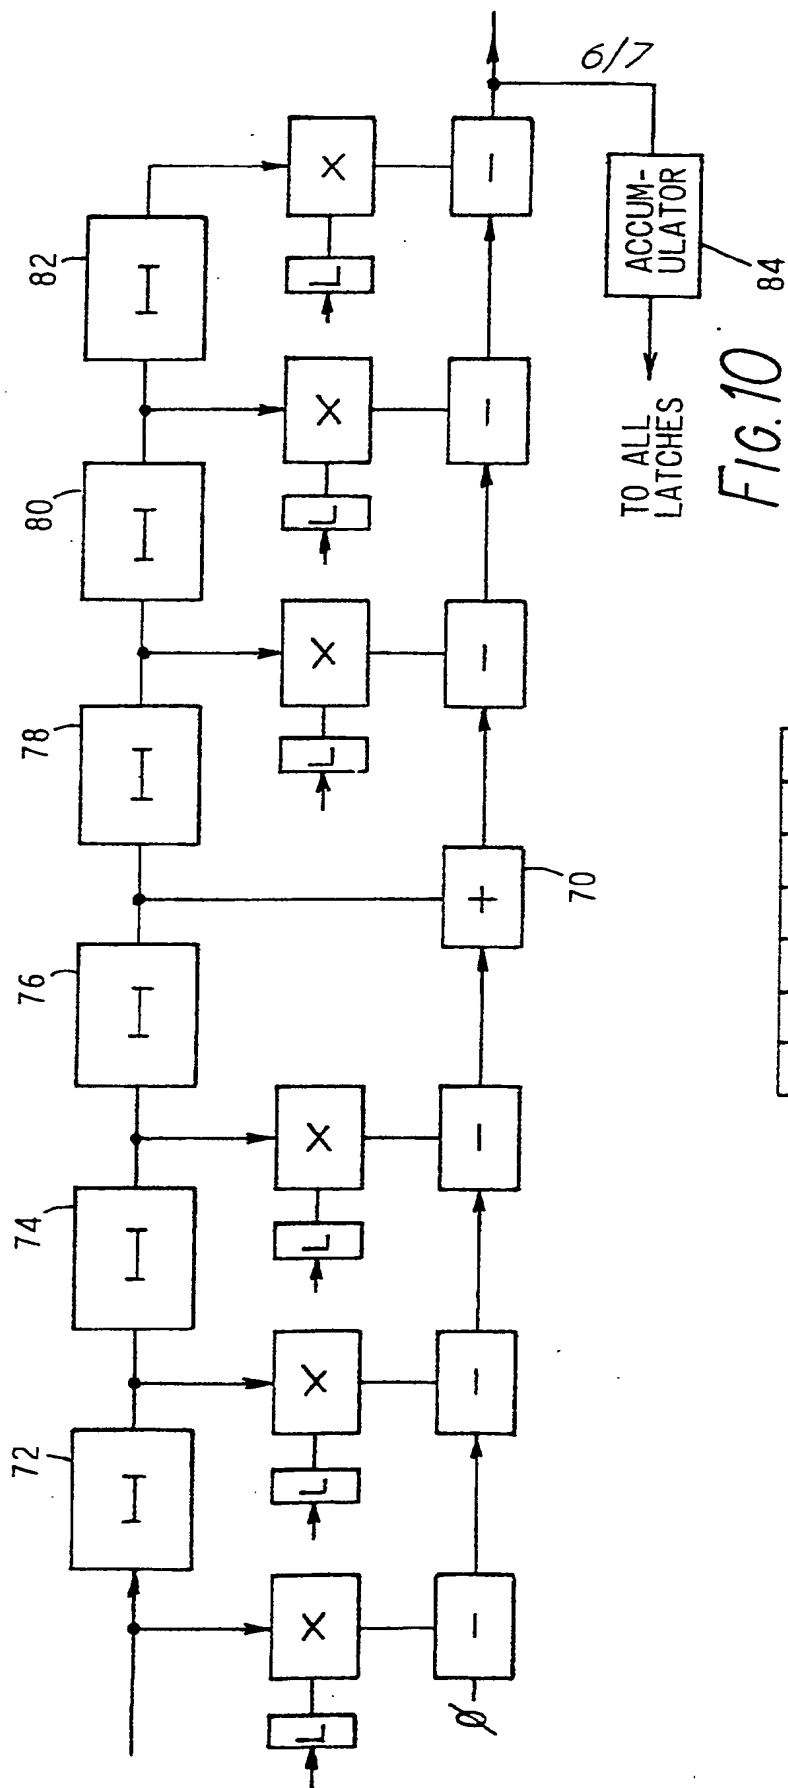 72 74 76 78 80 82
I I I I I I
L X L X L X L X L X L X
Ø − − − + − − −
70
6/7
TO ALL
LATCHES
ACCUM-
ULATOR
84
FIG. 10